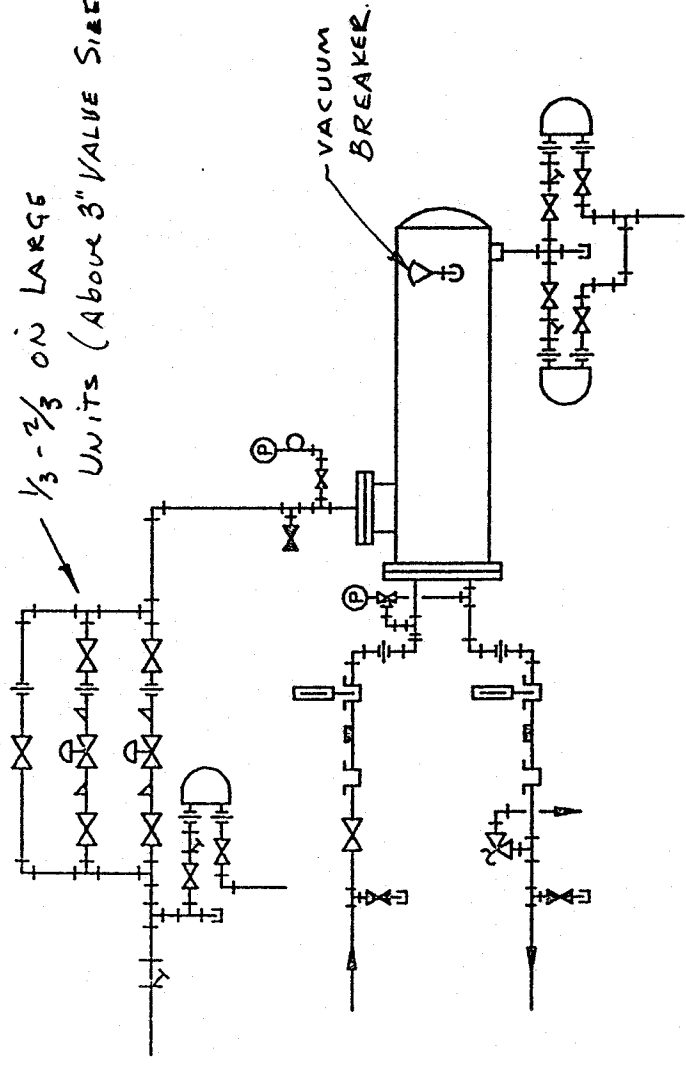 1/3 - 2/3 ON LARGE
UNITS (Above 3" VALVE SIZE
VACUUM
BREAKER.
P
P